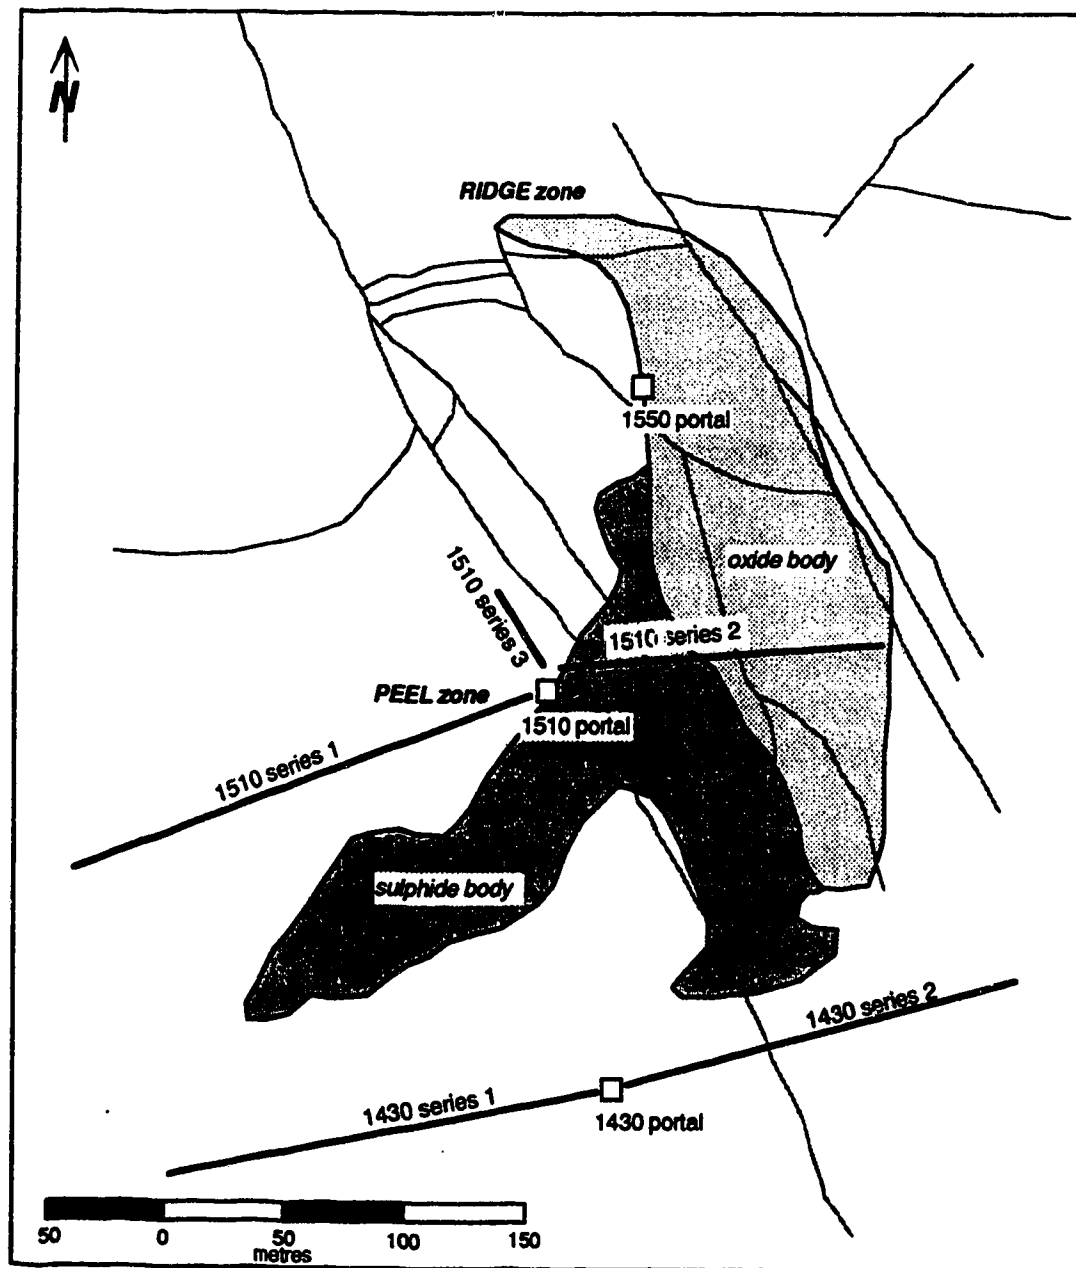 N
RIDGE zone
1550 portal
oxide body
1510 series 3
1510 series 2
PEEL zone
1510 portal
1510 series 1
sulphide body
1430 series 2
1430 series 1
1430 portal
50 0 50 100 150
metres